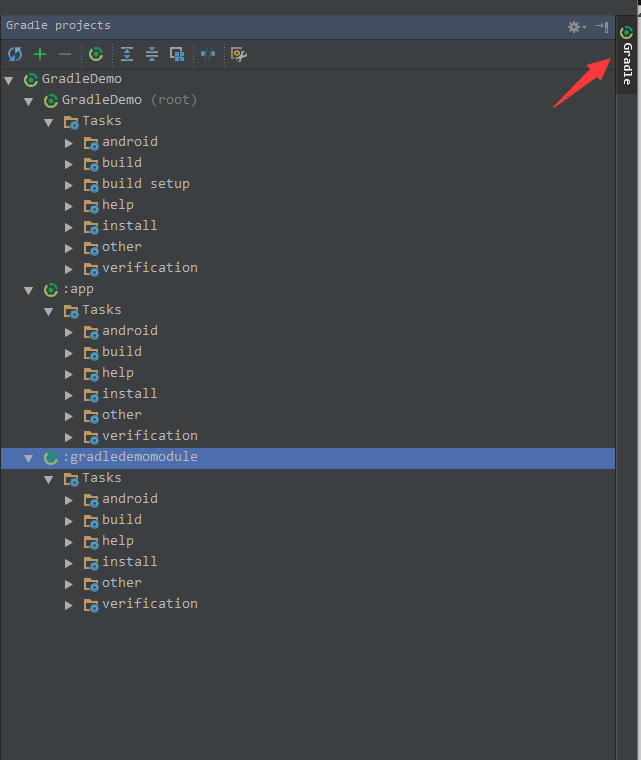 Gradle projects
Gradle
GradleDemo
GradleDemo (root)
Tasks
android
build
build setup
help
install
other
verification
:app
Tasks
android
build
help
install
other
verification
:gradledemomodule
Tasks
android
build
help
install
other
verification